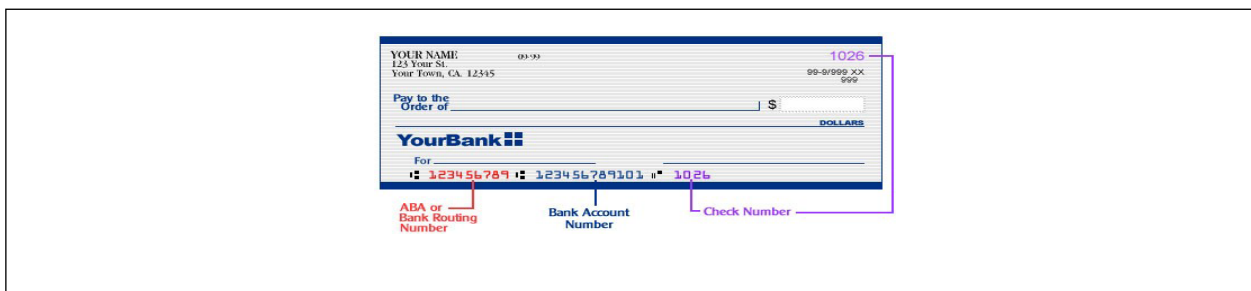 YOUR NAME 09-99 1026
123 Your St.
Your Town, CA. 12345
99-9/999 XX
999
Pay to the
Order of $
DOLLARS
YourBank
For
⑆ 123456789 ⑆ 123456789101 ⑈ 1026
ABA or
Bank Routing
Number
Bank Account
Number
Check Number